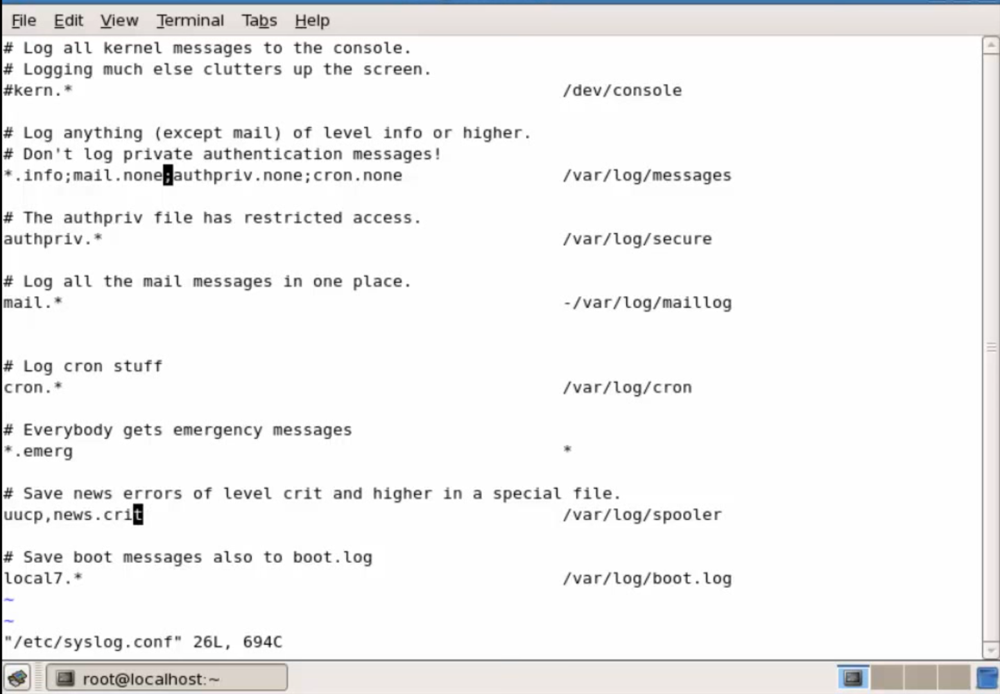 File Edit View Terminal Tabs Help
# Log all kernel messages to the console.
# Logging much else clutters up the screen.
#kern.* /dev/console
# Log anything (except mail) of level info or higher.
# Don't log private authentication messages!
*.info;mail.none;authpriv.none;cron.none /var/log/messages
# The authpriv file has restricted access.
authpriv.* /var/log/secure
# Log all the mail messages in one place.
mail.* -/var/log/maillog
# Log cron stuff
cron.* /var/log/cron
# Everybody gets emergency messages
*.emerg *
# Save news errors of level crit and higher in a special file.
uucp,news.crit /var/log/spooler
# Save boot messages also to boot.log
local7.* /var/log/boot.log
~
~
"/etc/syslog.conf" 26L, 694C
root@localhost:~